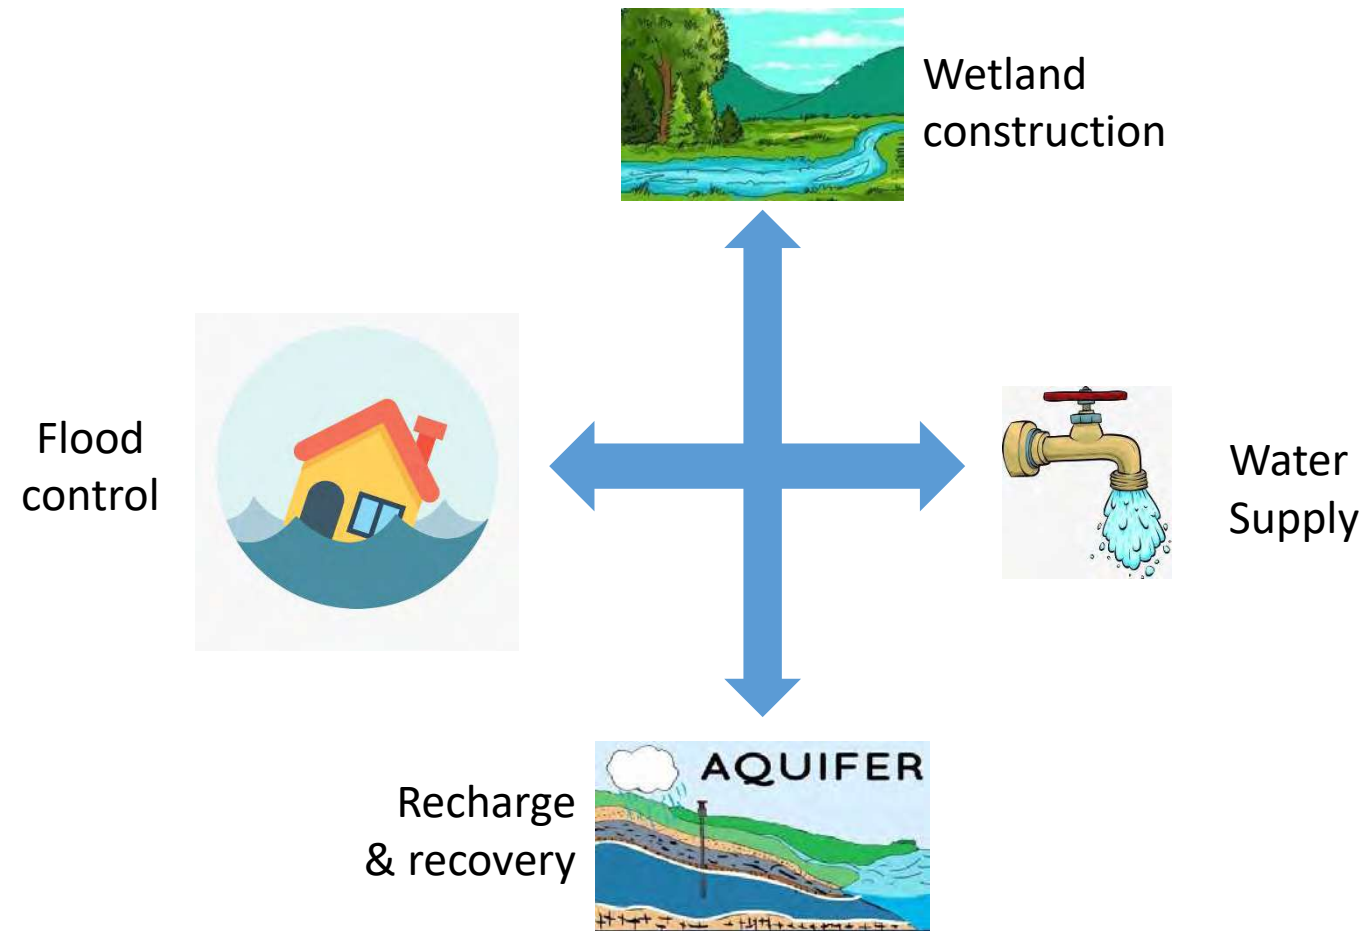 Wetland
construction
Flood
control
Water
Supply
Recharge
& recovery
AQUIFER